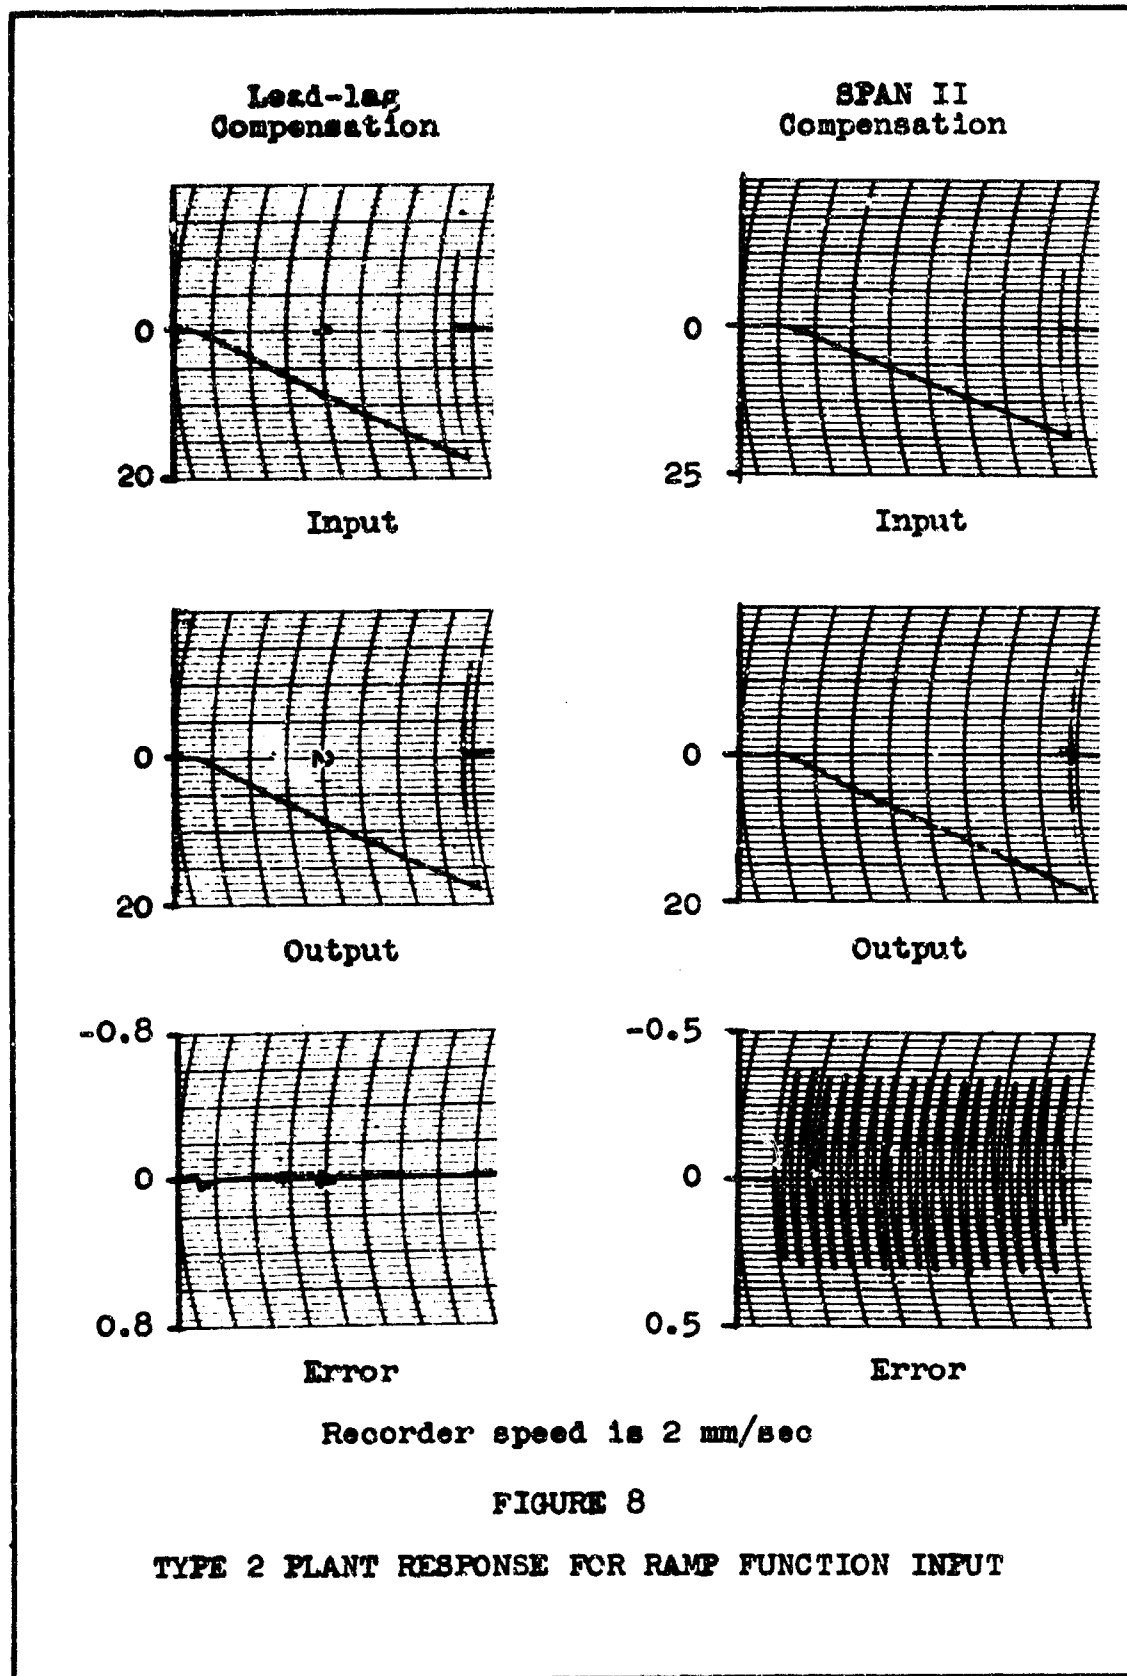 Lead-lag
Compensation
SPAN II
Compensation
0
20
Input
0
25
Input
0
2
20
Output
0
20
Output
-0.8
0
0.8
Error
-0.5
0
0.5
Error
Recorder speed is 2 mm/sec
FIGURE 8
TYPE 2 PLANT RESPONSE FOR RAMP FUNCTION INPUT